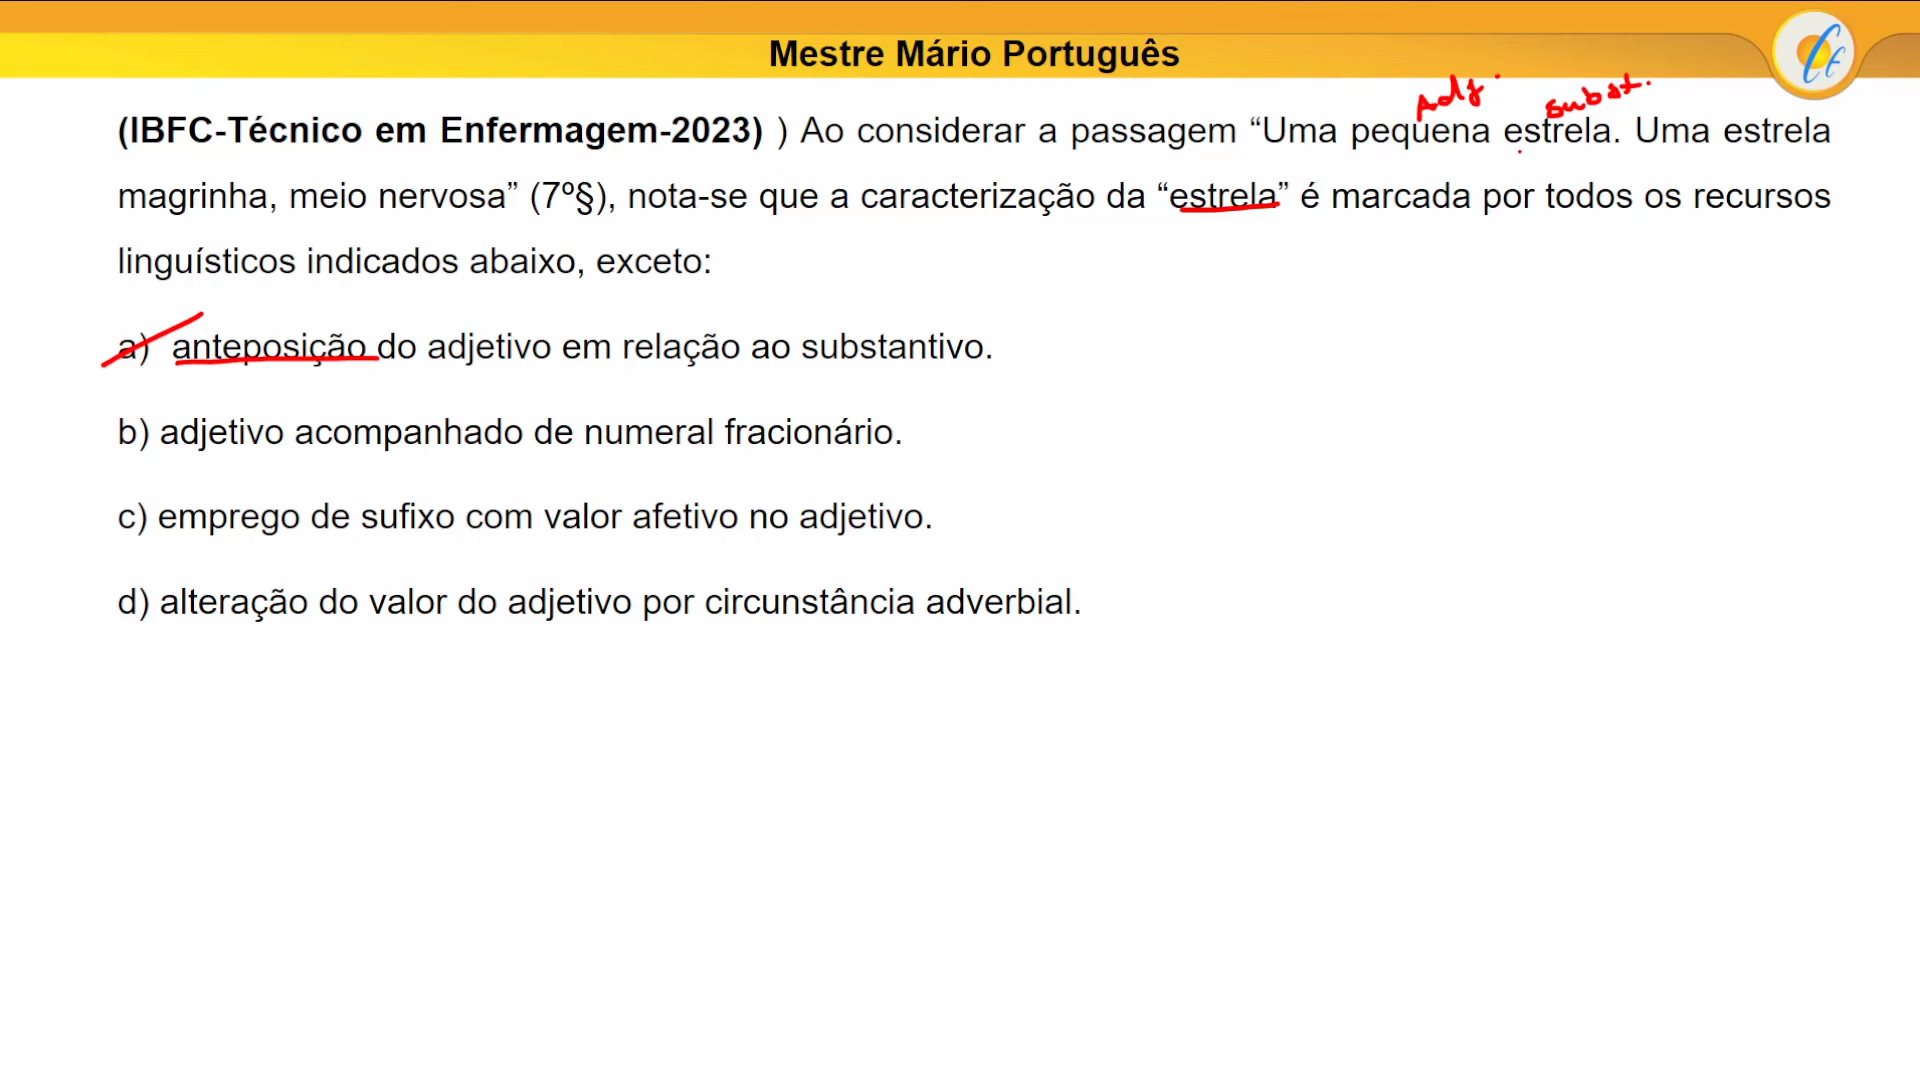 Mestre Mário Português
Adj. subst.
(IBFC-Técnico em Enfermagem-2023) ) Ao considerar a passagem “Uma pequena estrela. Uma estrela
magrinha, meio nervosa” (7º§), nota-se que a caracterização da “estrela” é marcada por todos os recursos
linguísticos indicados abaixo, exceto:
a) anteposição do adjetivo em relação ao substantivo.
b) adjetivo acompanhado de numeral fracionário.
c) emprego de sufixo com valor afetivo no adjetivo.
d) alteração do valor do adjetivo por circunstância adverbial.